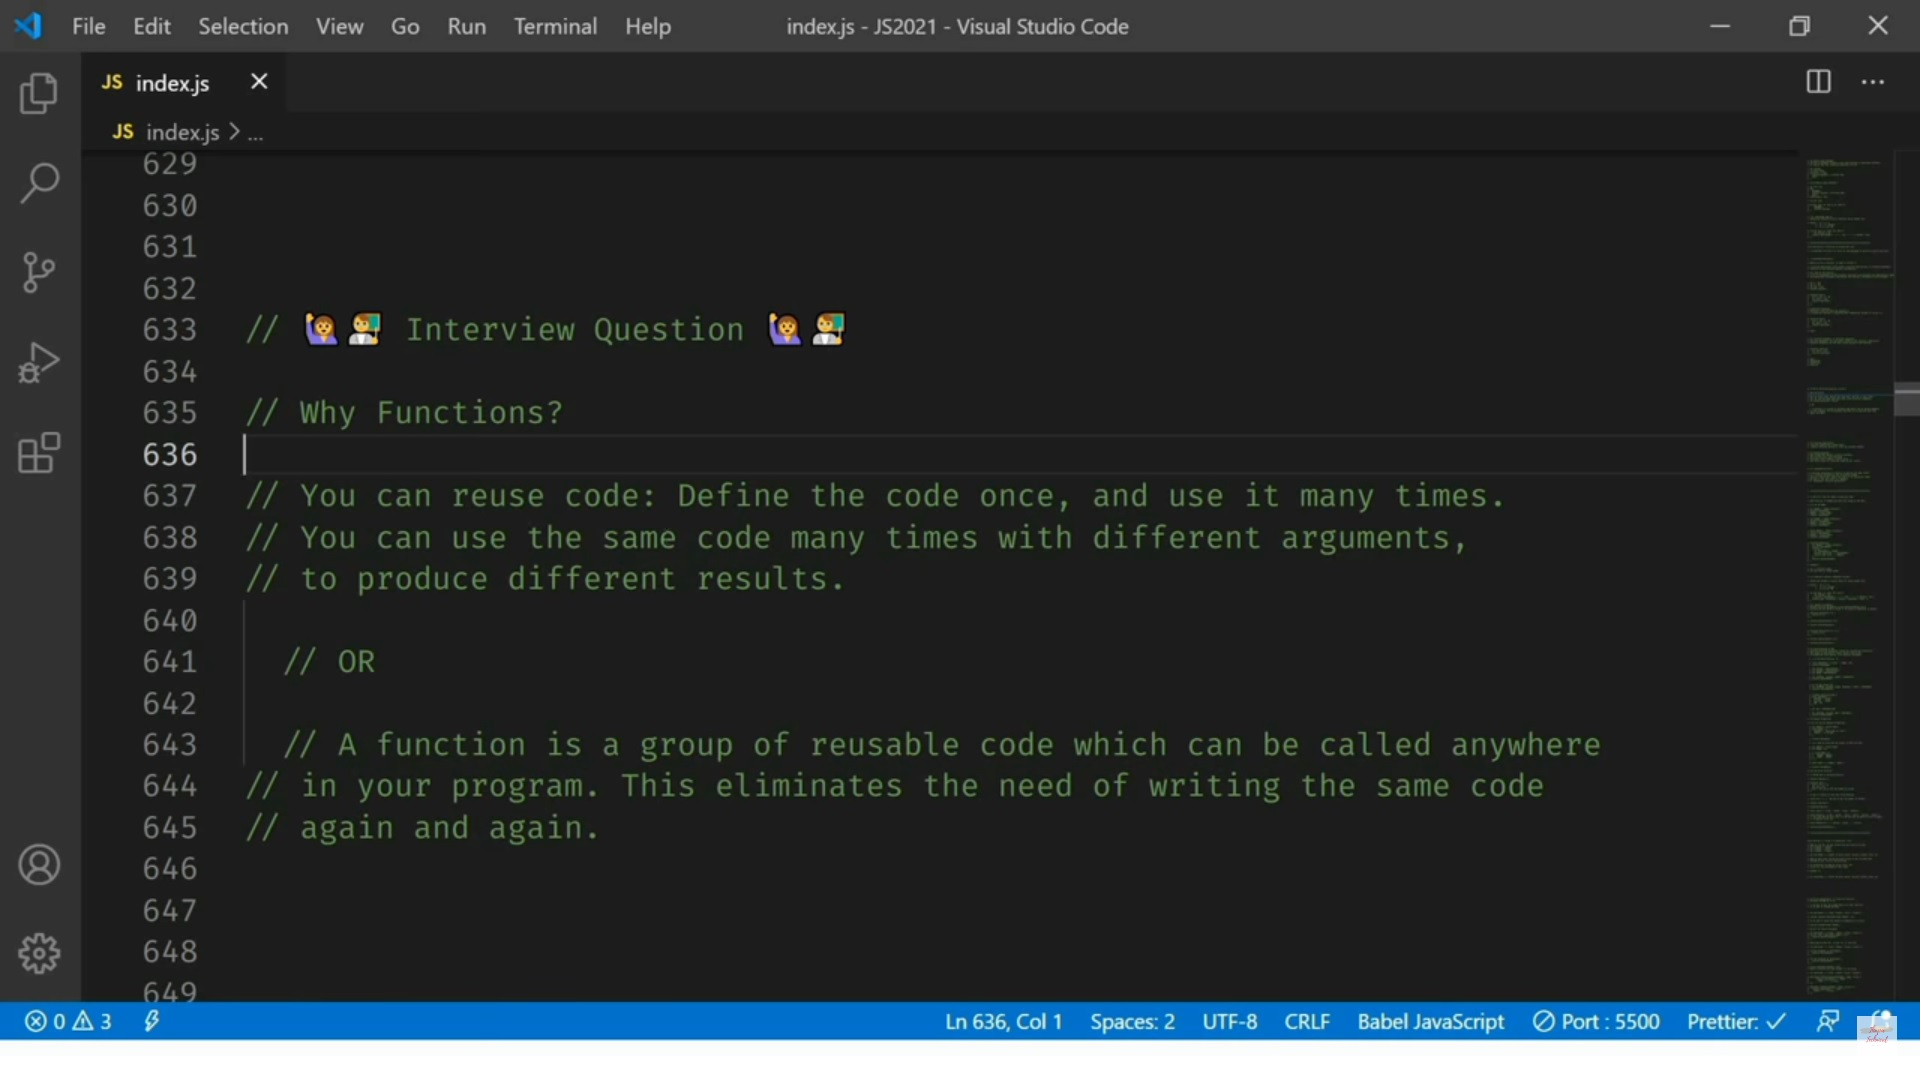 File Edit Selection View Go Run Terminal Help index.js - JS2021 - Visual Studio Code
JS index.js
JS index.js > ...
629
630
631
632
633 // 🙋👨‍🏫 Interview Question 🙋👨‍🏫
634
635 // Why Functions?
636
637 // You can reuse code: Define the code once, and use it many times.
638 // You can use the same code many times with different arguments,
639 // to produce different results.
640
641 // OR
642
643 // A function is a group of reusable code which can be called anywhere
644 // in your program. This eliminates the need of writing the same code
645 // again and again.
646
647
648
649
0 3 Ln 636, Col 1 Spaces: 2 UTF-8 CRLF Babel JavaScript Port : 5500 Prettier: ✓